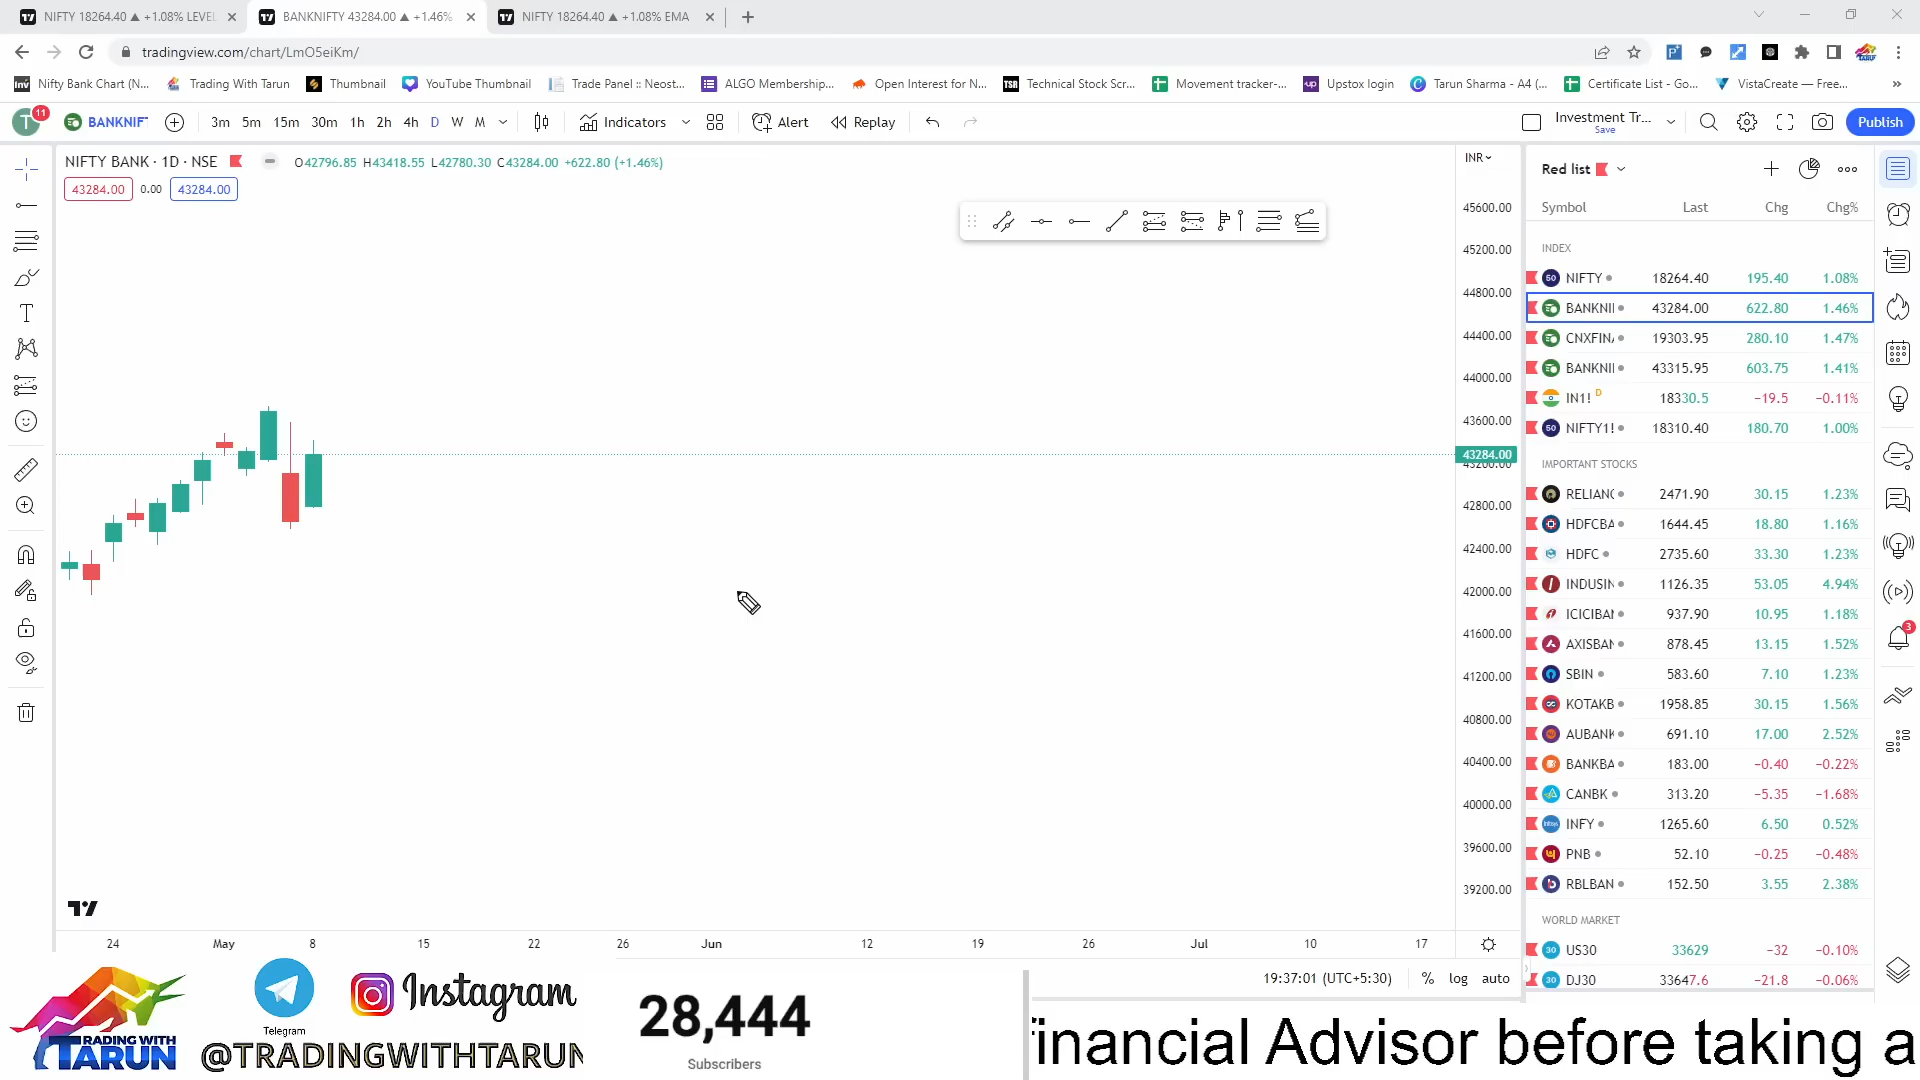 NIFTY 18264.40 ▲ +1.08% LEVEL
BANKNIFTY 43284.00 ▲ +1.46%
NIFTY 18264.40 ▲ +1.08% EMA
tradingview.com/chart/LmO5eiKm/
Nifty Bank Chart (N...
Trading With Tarun
Thumbnail
YouTube Thumbnail
Trade Panel :: Neost...
ALGO Membership...
Open Interest for N...
Technical Stock Scr...
Movement tracker-...
Upstox login
Tarun Sharma - A4 (...
Certificate List - Go...
VistaCreate — Free...
T 11 BANKNIF 3m 5m 15m 30m 1h 2h 4h D W M Indicators Alert Replay
Investment Tr...
Save
Publish
NIFTY BANK · 1D · NSE O42796.85 H43418.55 L42780.30 C43284.00 +622.80 (+1.46%)
43284.00 0.00 43284.00
INR
45600.00
45200.00
44800.00
44400.00
44000.00
43600.00
43284.00
43200.00
42800.00
42400.00
42000.00
41600.00
41200.00
40800.00
40400.00
40000.00
39600.00
39200.00
24 May 8 15 22 26 Jun 12 19 26 Jul 10 17
19:37:01 (UTC+5:30) % log auto
Red list
Symbol Last Chg Chg%
INDEX
NIFTY 18264.40 195.40 1.08%
BANKNI 43284.00 622.80 1.46%
CNXFIN 19303.95 280.10 1.47%
BANKNI 43315.95 603.75 1.41%
IN1! D 18330.5 −19.5 −0.11%
NIFTY1! 18310.40 180.70 1.00%
IMPORTANT STOCKS
RELIANC 2471.90 30.15 1.23%
HDFCBA 1644.45 18.80 1.16%
HDFC 2735.60 33.30 1.23%
INDUSIN 1126.35 53.05 4.94%
ICICIBAN 937.90 10.95 1.18%
AXISBAN 878.45 13.15 1.52%
SBIN 583.60 7.10 1.23%
KOTAKB 1958.85 30.15 1.56%
AUBANK 691.10 17.00 2.52%
BANKBA 183.00 −0.40 −0.22%
CANBK 313.20 −5.35 −1.68%
INFY 1265.60 6.50 0.52%
PNB 52.10 −0.25 −0.48%
RBLBAN 152.50 3.55 2.38%
WORLD MARKET
US30 33629 −32 −0.10%
DJ30 33647.6 −21.8 −0.06%
3
TRADING WITH
TARUN
Telegram
Instagram
@TRADINGWITHTARUN
28,444
Subscribers
financial Advisor before taking a